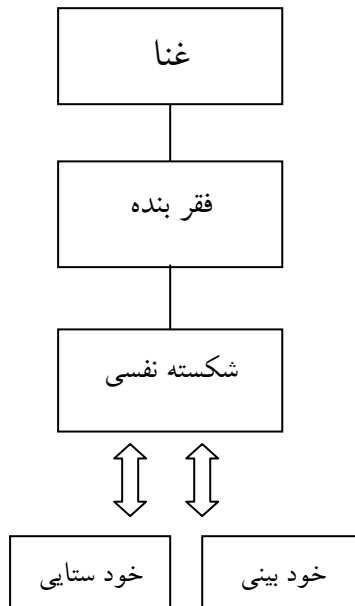 غنا
فقر بنده
شکسته نفسی
خود بینی
خود ستایی